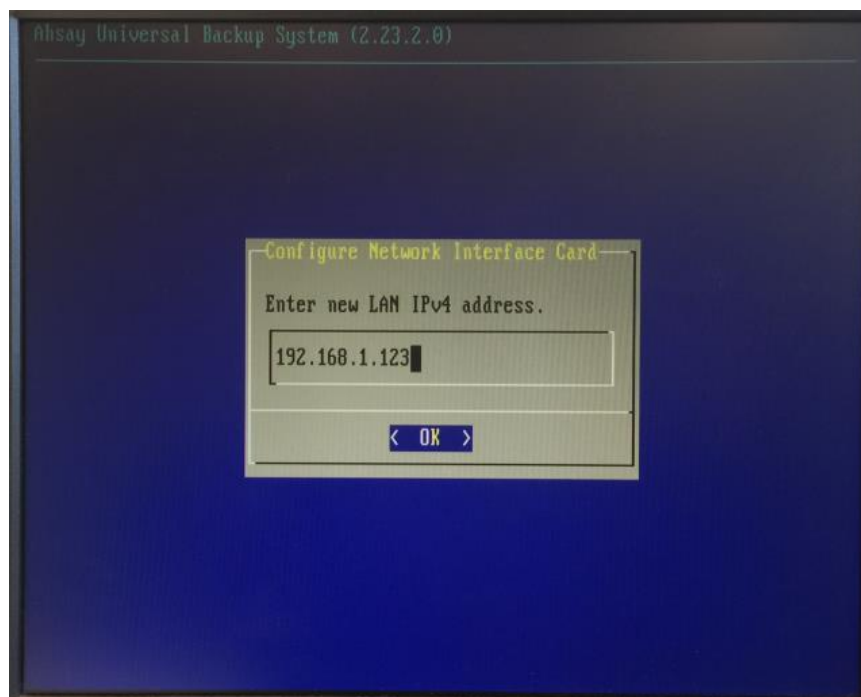 Ahsay Universal Backup System (2.23.2.0)
Configure Network Interface Card
Enter new LAN IPv4 address.
192.168.1.123
< OK >